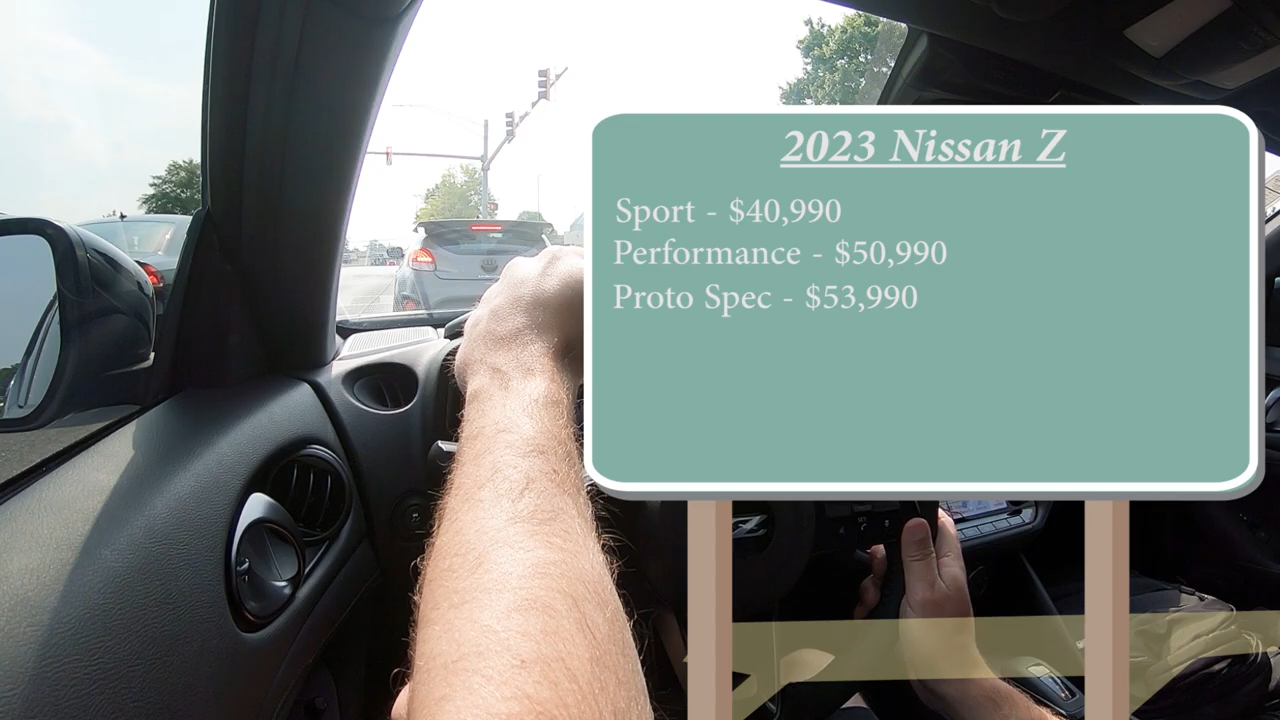 2023 Nissan Z
Sport - $40,990
Performance - $50,990
Proto Spec - $53,990